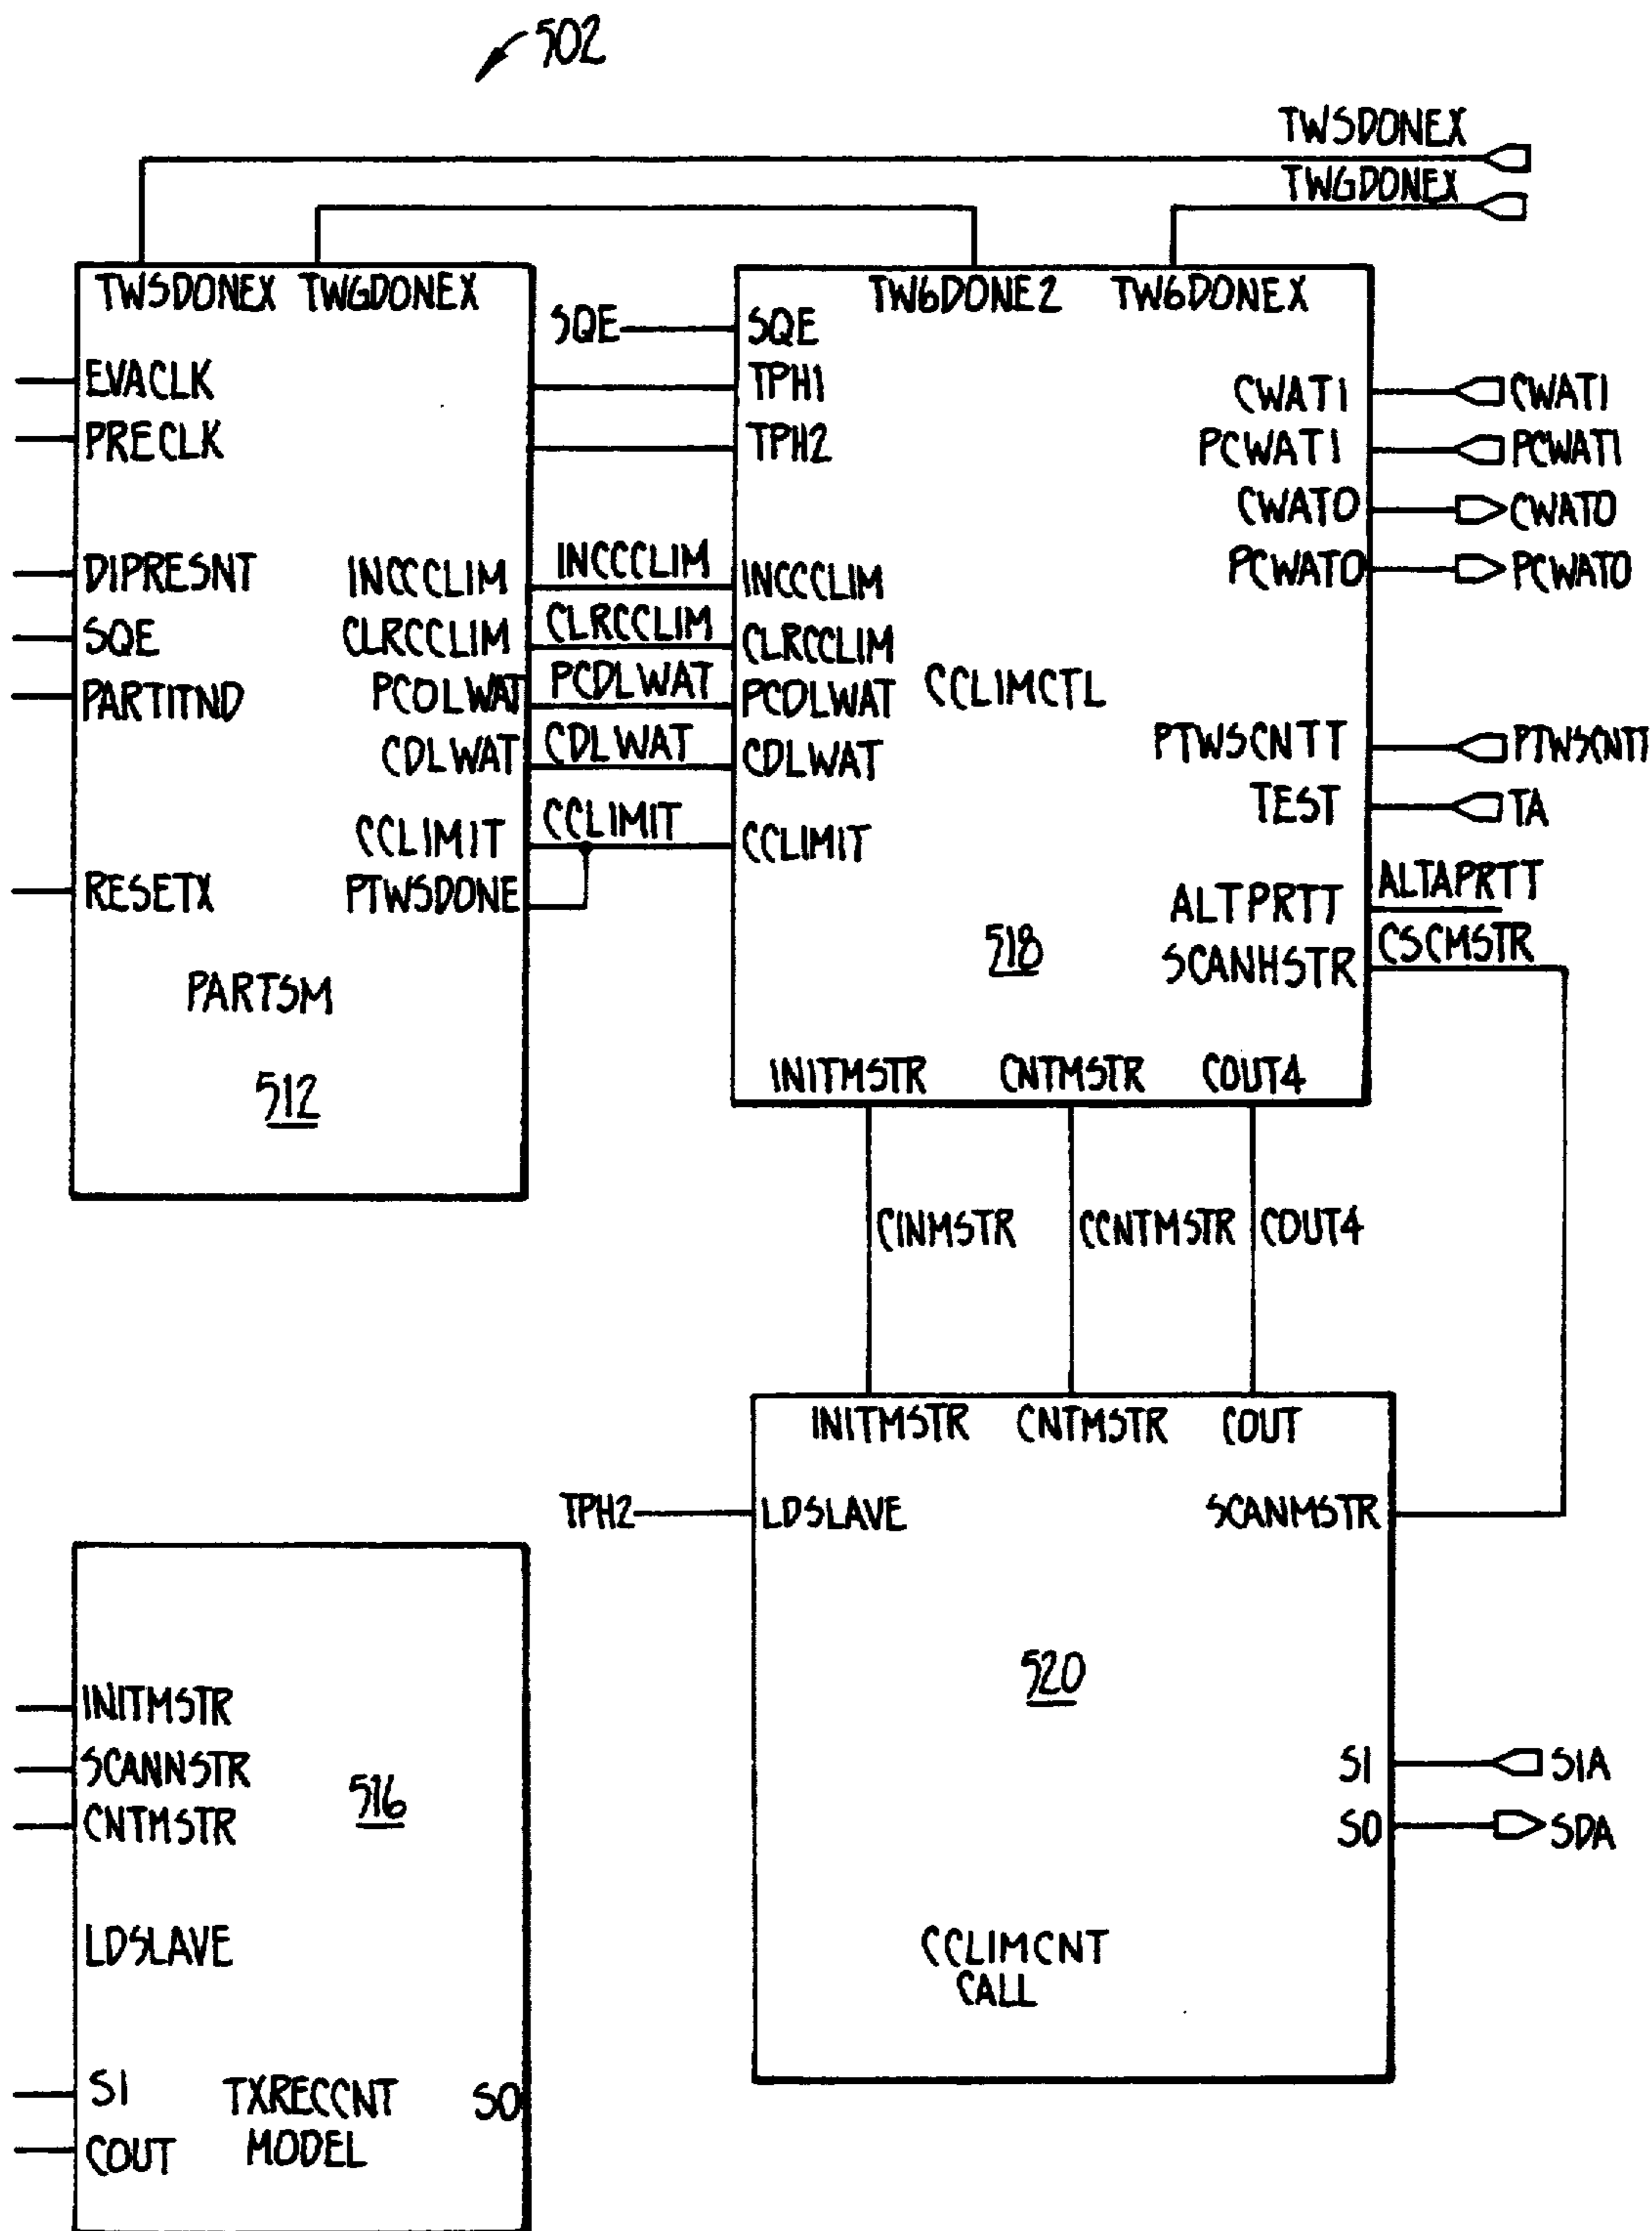 502
TWSDONEX
TWGDONEX
TWSDONEX TWGDONEX
EVACLK
PRECLK
DIPRESNT
SQE
PARTITND
RESETX
INCCCLIM
CLRCCLIM
PCOLWAT
CDLWAT
CCLIMIT
PTWSDONE
PARTSM
512
SQE
INCCCLIM
CLRCCLIM
PCDLWAT
CDLWAT
CCLIMIT
TW6DONE2 TW6DONEX
SQE
TPH1
TPH2
INCCCLIM
CLRCCLIM
PCOLWAT
CDLWAT
CCLIMIT
CCLIMCTL
518
CWATI
PCWATI
CWATO
PCWATO
PTWSCNTT
TEST
ALTPRTT
SCANHSTR
INITMSTR CNTMSTR COUT4
CWATI
PCWATI
CWATO
PCWATO
PTWSCNTT
TA
ALTAPRTT
CSCMSTR
CINMSTR CCNTMSTR COUT4
INITMSTR CNTMSTR COUT
TPH2
LDSLAVE
SCANMSTR
520
SI
SO
SIA
SDA
CCLIMCNT
CALL
INITMSTR
SCANNSTR
CNTMSTR
516
LDSLAVE
SI
COUT
TXRECCNT
MODEL
SO